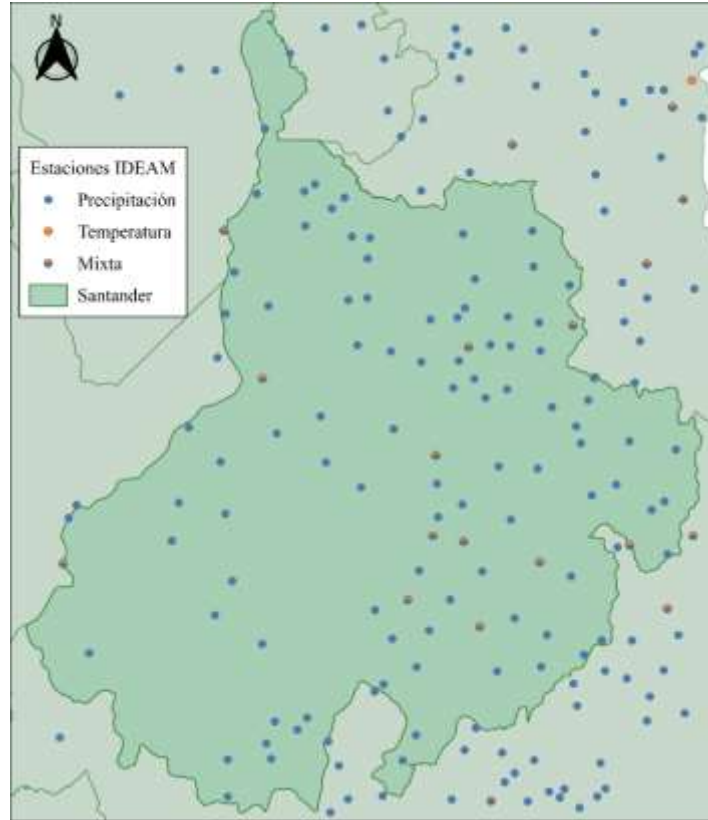 N
Estaciones IDEAM
Precipitación
Temperatura
Mixta
Santander